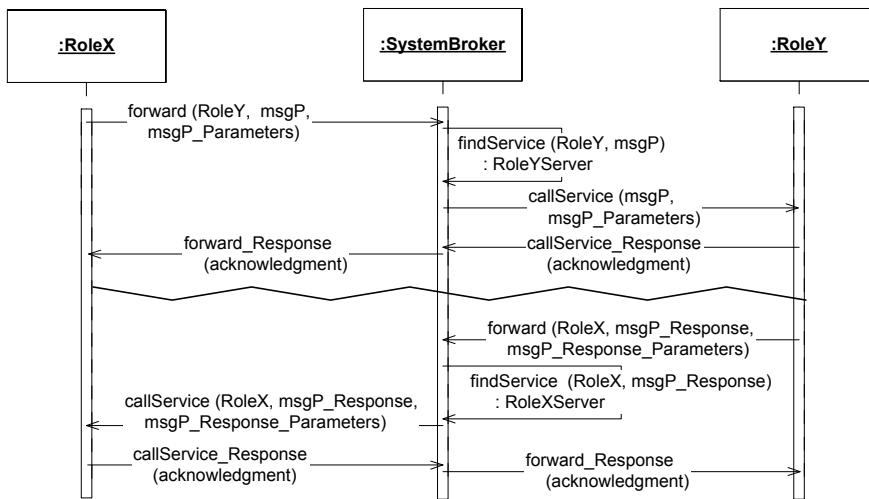 :RoleX
:SystemBroker
:RoleY
forward (RoleY, msgP,
msgP_Parameters)
findService (RoleY, msgP)
: RoleYServer
callService (msgP,
msgP_Parameters)
forward_Response
(acknowledgment)
callService_Response
(acknowledgment)
forward (RoleX, msgP_Response,
msgP_Response_Parameters)
findService (RoleX, msgP_Response)
: RoleXServer
callService (RoleX, msgP_Response,
msgP_Response_Parameters)
callService_Response
(acknowledgment)
forward_Response
(acknowledgment)